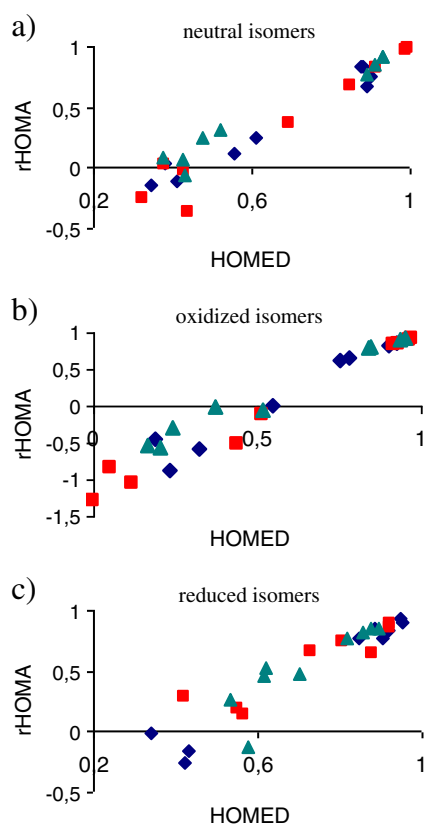 a)
neutral isomers
1
0,5
0
-0,5
rHOMA
0,2
0,6
1
HOMED
b)
oxidized isomers
1
0,5
0
-0,5
-1
-1,5
rHOMA
0
0,5
1
HOMED
c)
reduced isomers
1
0,5
0
-0,5
rHOMA
0,2
0,6
1
HOMED